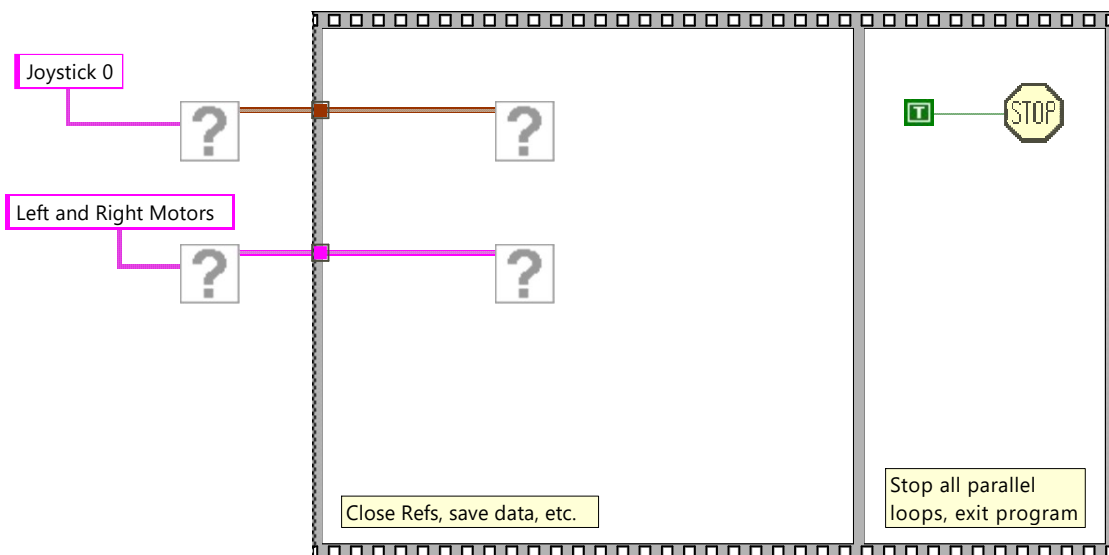 Joystick 0
?
?
Left and Right Motors
?
?
T
STOP
Close Refs, save data, etc.
Stop all parallel
loops, exit program